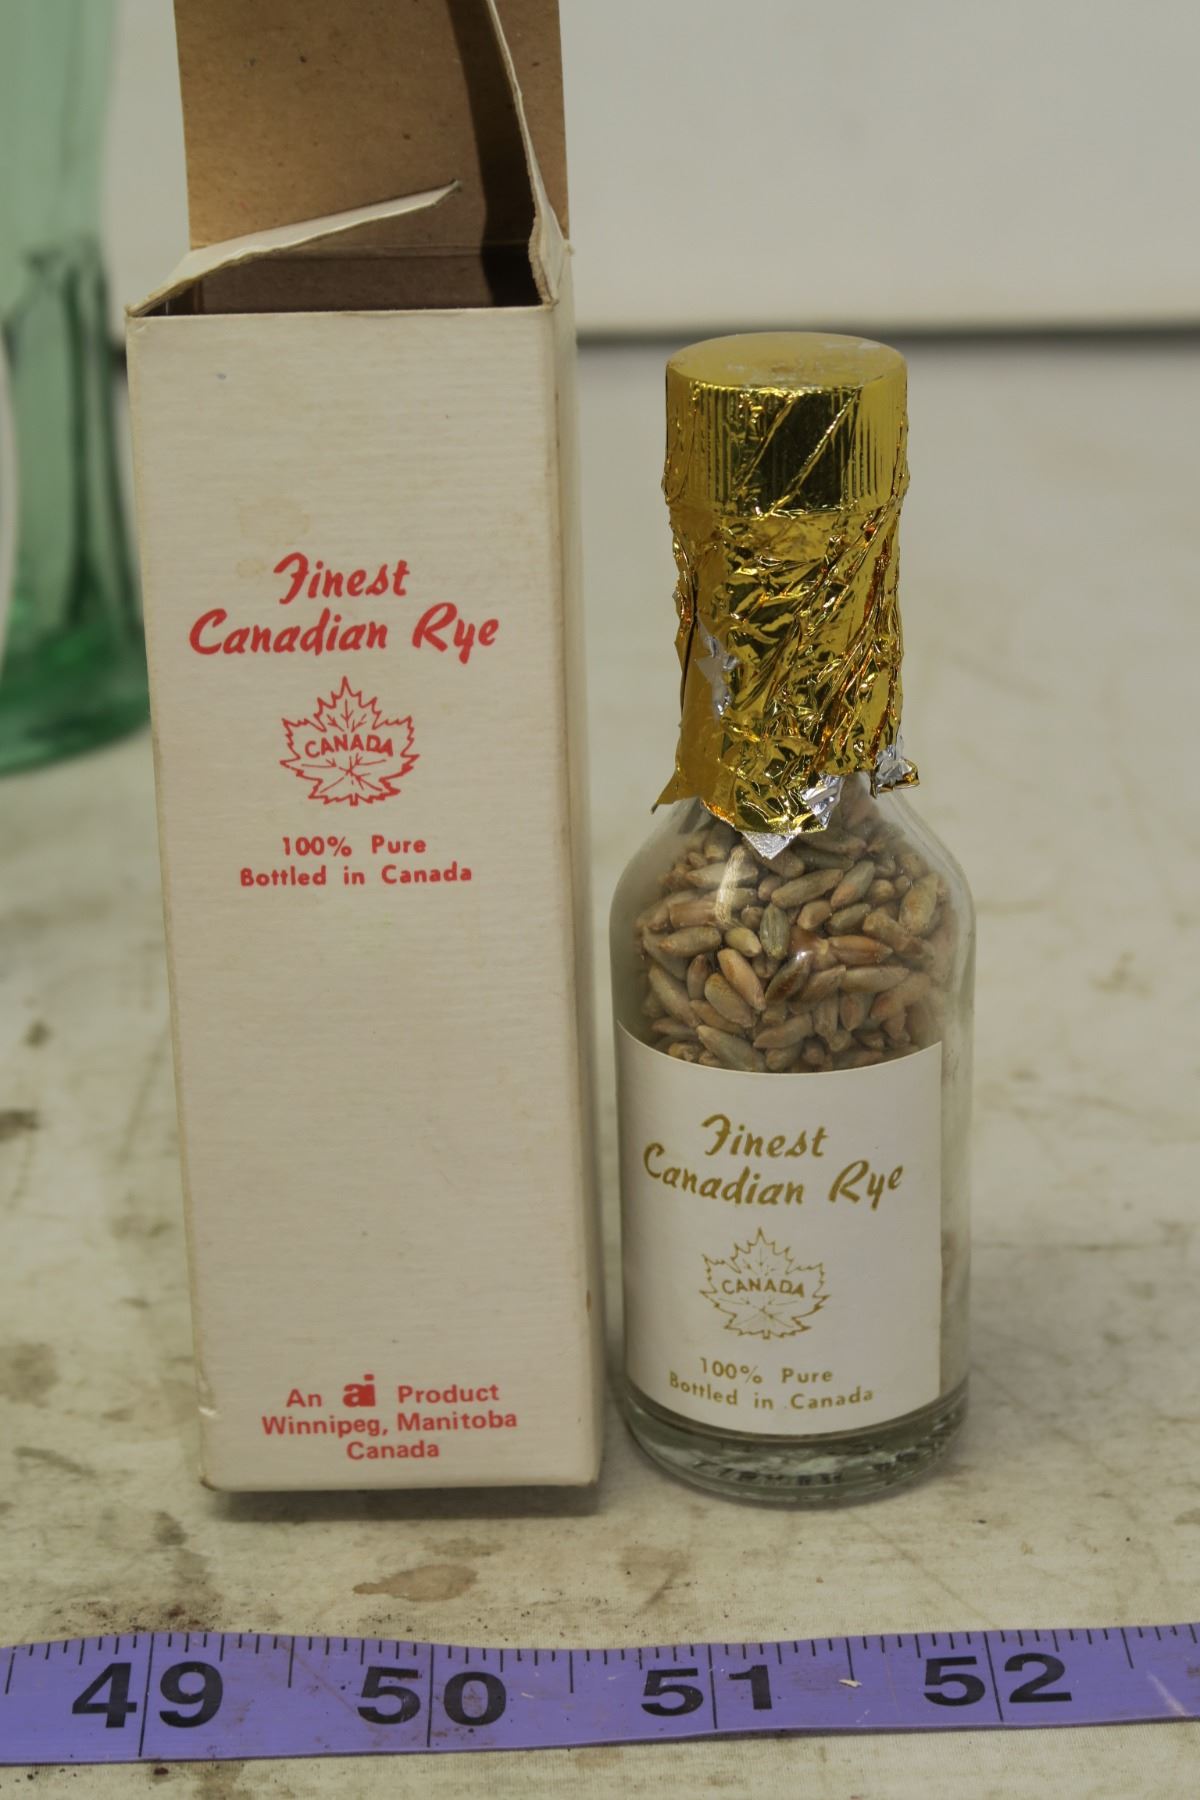 Finest
Canadian Rye
CANADA
100% Pure
Bottled in Canada
An ai Product
Winnipeg, Manitoba
Canada
Finest
Canadian Rye
CANADA
100% Pure
Bottled in Canada
49 50 51 52